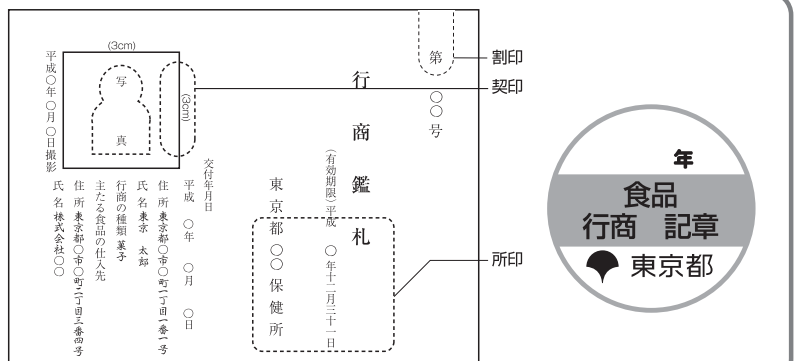 第○○号
行商鑑札
(有効期限)平成 ○年十二月三十一日
東京都○○保健所
交付年月日
平成 ○年 ○月 ○日
住所東京都○市○町二丁目一番一号
氏名東京 太郎
行商の種類 菓子
主たる食品の仕入先
住所東京都○市○町二丁目三番四号
氏名株式会社○○
(3cm)
(3cm)
写真
平成○年○月○日撮影
割印
契印
所印
年
食品
行商 記章
東京都